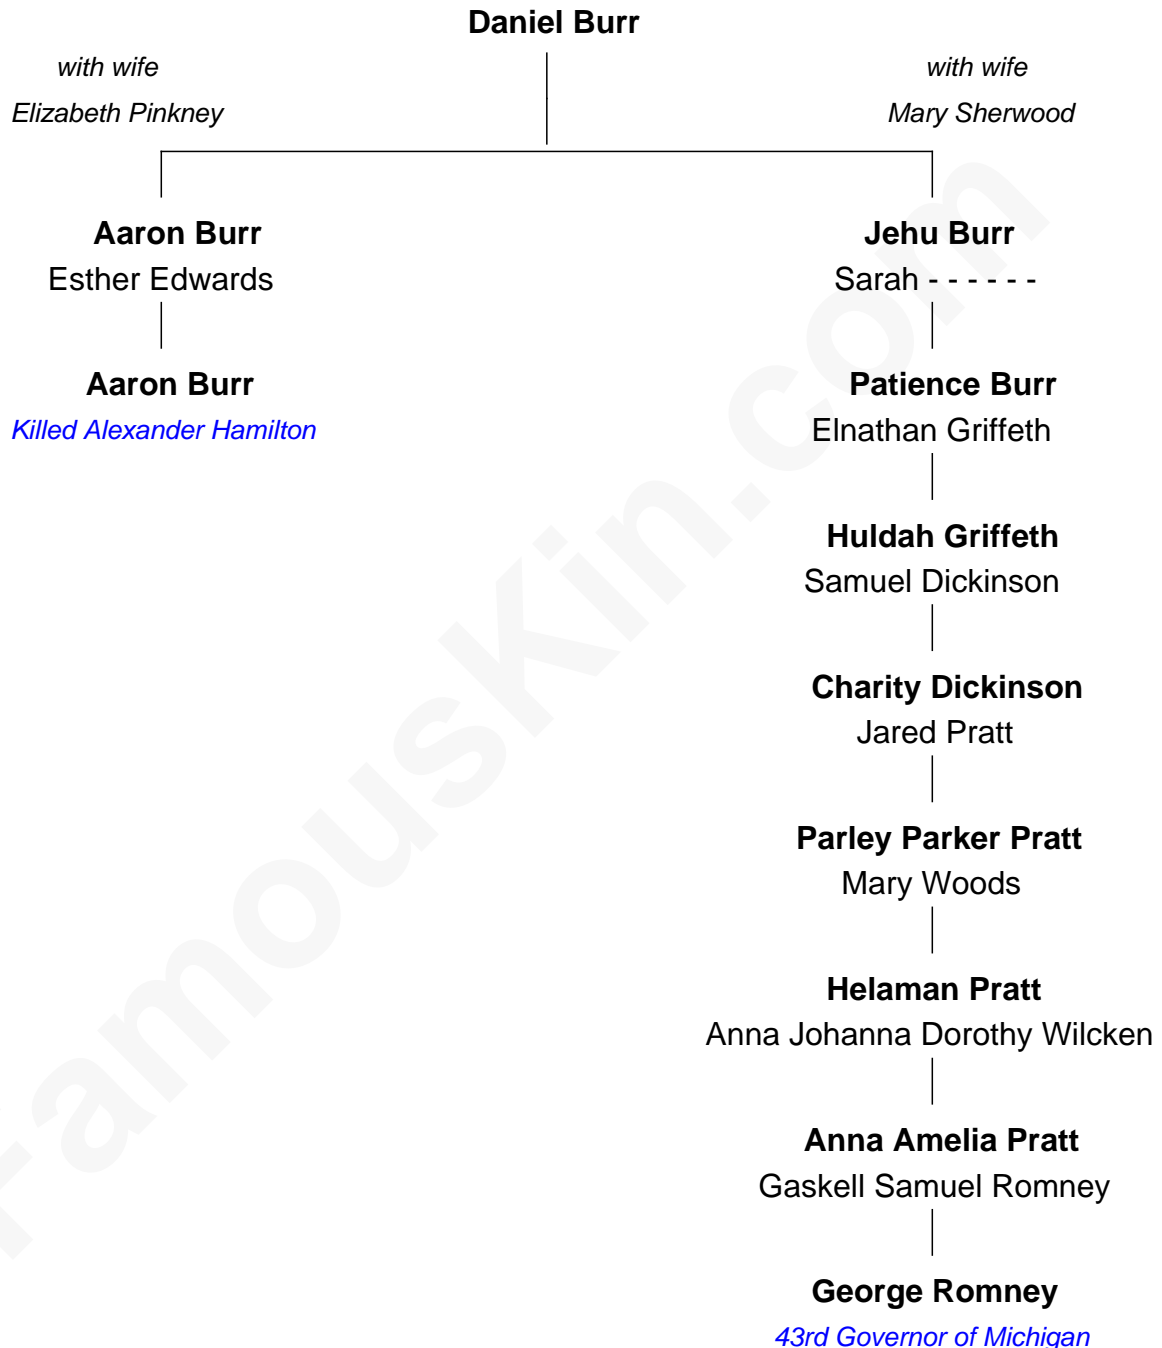 Daniel Burr
with wife
Elizabeth Pinkney
with wife
Mary Sherwood
Aaron Burr
Esther Edwards
Aaron Burr
Killed Alexander Hamilton
Jehu Burr
Sarah - - - - - -
Patience Burr
Elnathan Griffeth
Huldah Griffeth
Samuel Dickinson
Charity Dickinson
Jared Pratt
Parley Parker Pratt
Mary Woods
Helaman Pratt
Anna Johanna Dorothy Wilcken
Anna Amelia Pratt
Gaskell Samuel Romney
George Romney
43rd Governor of Michigan
FamousKin.com